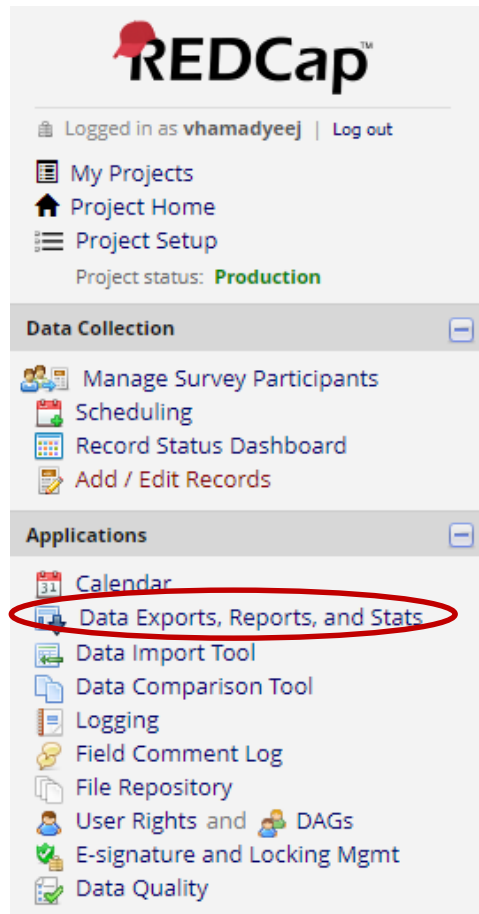 REDCap™
Logged in as vhamadyeej | Log out
My Projects
Project Home
Project Setup
Project status: Production
Data Collection
Manage Survey Participants
Scheduling
Record Status Dashboard
Add / Edit Records
Applications
31 Calendar
Data Exports, Reports, and Stats
Data Import Tool
Data Comparison Tool
Logging
Field Comment Log
File Repository
User Rights and DAGs
E-signature and Locking Mgmt
Data Quality